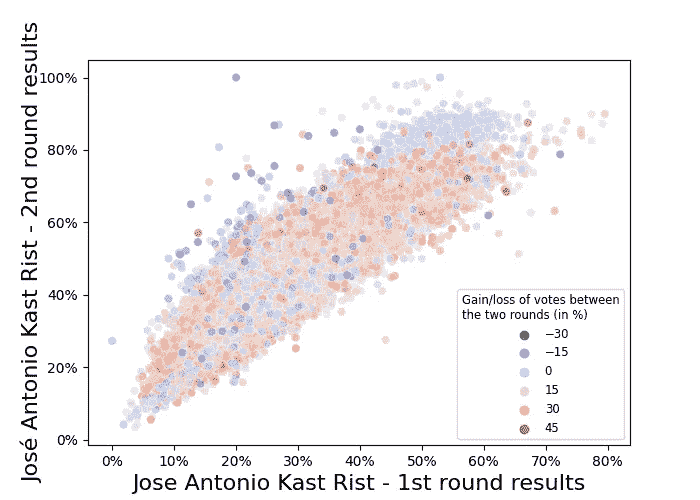 José Antonio Kast Rist - 2nd round results
100%
80%
60%
40%
20%
0%
Gain/loss of votes between
the two rounds (in %)
−30
−15
0
15
30
45
0% 10% 20% 30% 40% 50% 60% 70% 80%
Jose Antonio Kast Rist - 1st round results